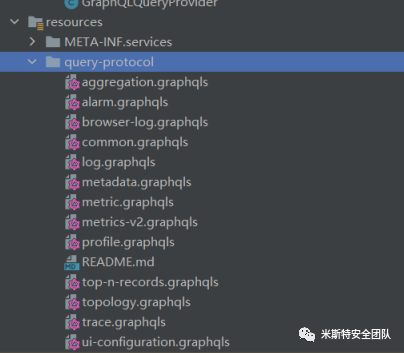 GraphQLQueryProvider
resources
META-INF.services
query-protocol
aggregation.graphqls
alarm.graphqls
browser-log.graphqls
common.graphqls
log.graphqls
metadata.graphqls
metric.graphqls
metrics-v2.graphqls
profile.graphqls
README.md
top-n-records.graphqls
topology.graphqls
trace.graphqls
ui-configuration.graphqls
米斯特安全团队